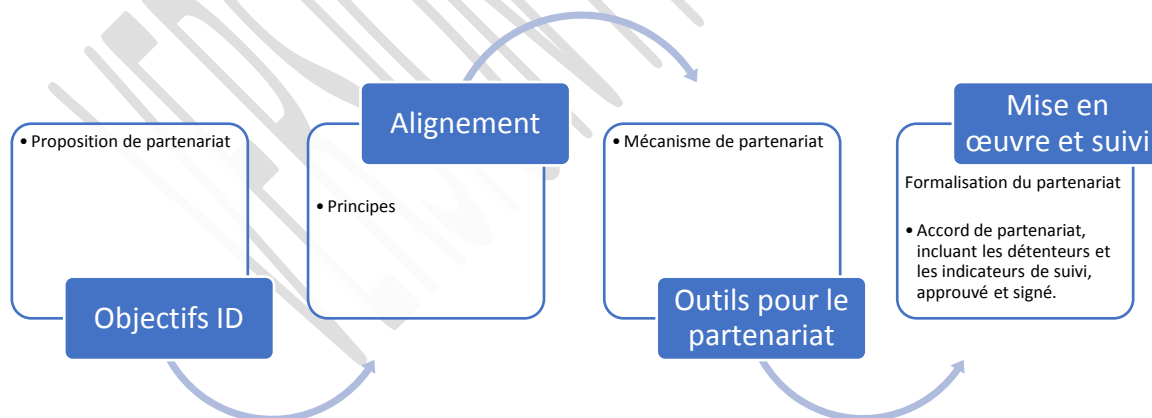 • Proposition de partenariat
Objectifs ID
Alignement
• Principes
• Mécanisme de partenariat
Outils pour le
partenariat
Mise en
œuvre et suivi
Formalisation du partenariat
• Accord de partenariat,
incluant les détenteurs et
les indicateurs de suivi,
approuvé et signé.